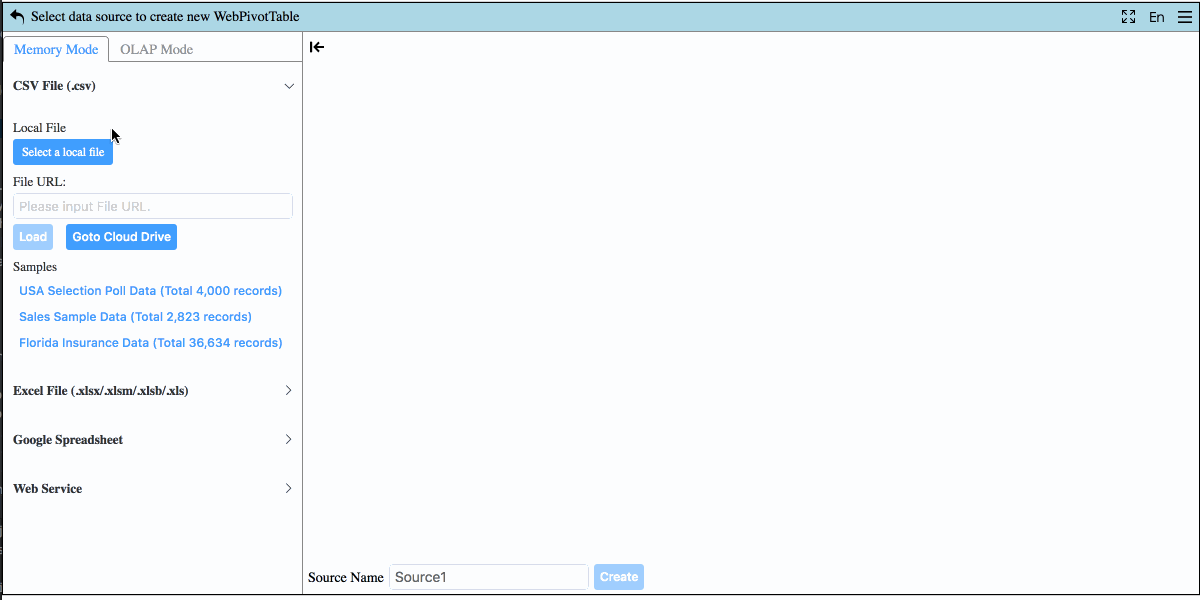 Select data source to create new WebPivotTable
En
Memory Mode
OLAP Mode
CSV File (.csv)
Local File
Select a local file
File URL:
Please input File URL.
Load
Goto Cloud Drive
Samples
USA Selection Poll Data (Total 4,000 records)
Sales Sample Data (Total 2,823 records)
Florida Insurance Data (Total 36,634 records)
Excel File (.xlsx/.xlsm/.xlsb/.xls)
Google Spreadsheet
Web Service
Source Name
Source1
Create